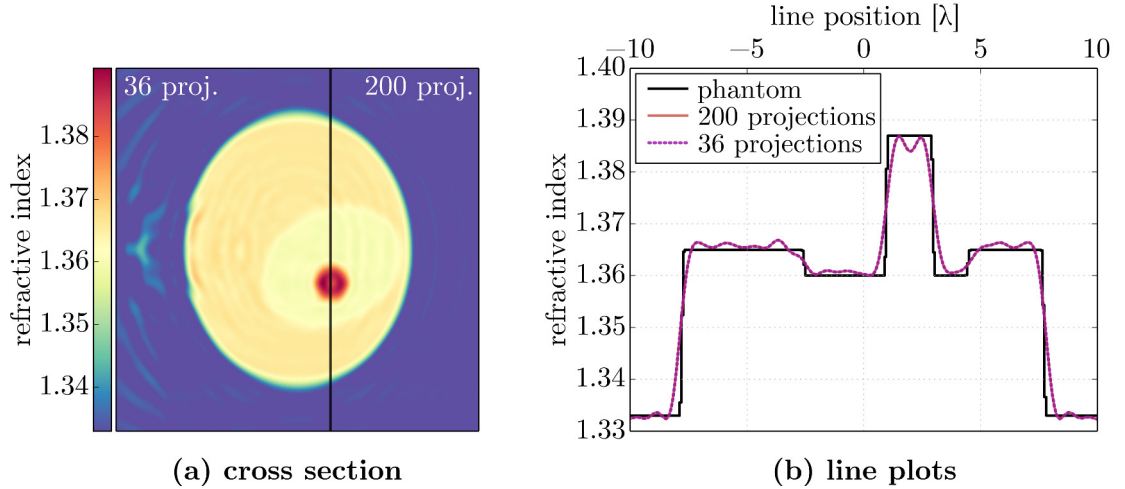 36 proj.
200 proj.
refractive index
1.38
1.37
1.36
1.35
1.34
(a) cross section
line position [λ]
−10
−5
0
5
10
1.40
1.39
1.38
1.37
1.36
1.35
1.34
1.33
refractive index
phantom
200 projections
36 projections
(b) line plots